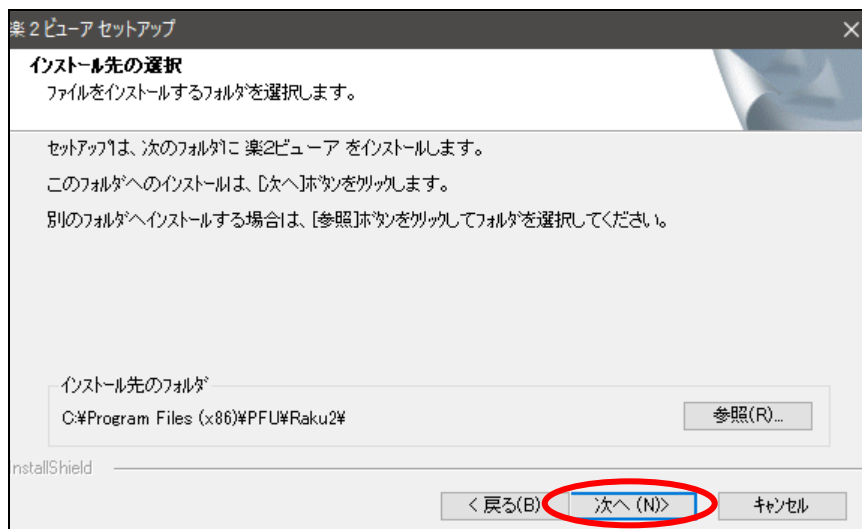 楽2ビューア セットアップ
インストール先の選択
ファイルをインストールするフォルダを選択します。
セットアップは、次のフォルダに 楽2ビューア をインストールします。
このフォルダへのインストールは、[次へ]ボタンをクリックします。
別のフォルダへインストールする場合は、[参照]ボタンをクリックしてフォルダを選択してください。
インストール先のフォルダ
C:¥Program Files (x86)¥PFU¥Raku2¥
参照(R)...
nstallShield
< 戻る(B)
次へ (N)>
キャンセル